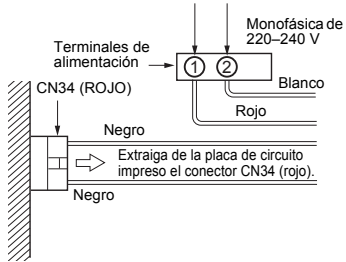 Monofásica de
220–240 V
Terminales de
alimentación
1 2
Blanco
CN34 (ROJO)
Rojo
Negro
Extraiga de la placa de circuito
impreso el conector CN34 (rojo).
Negro